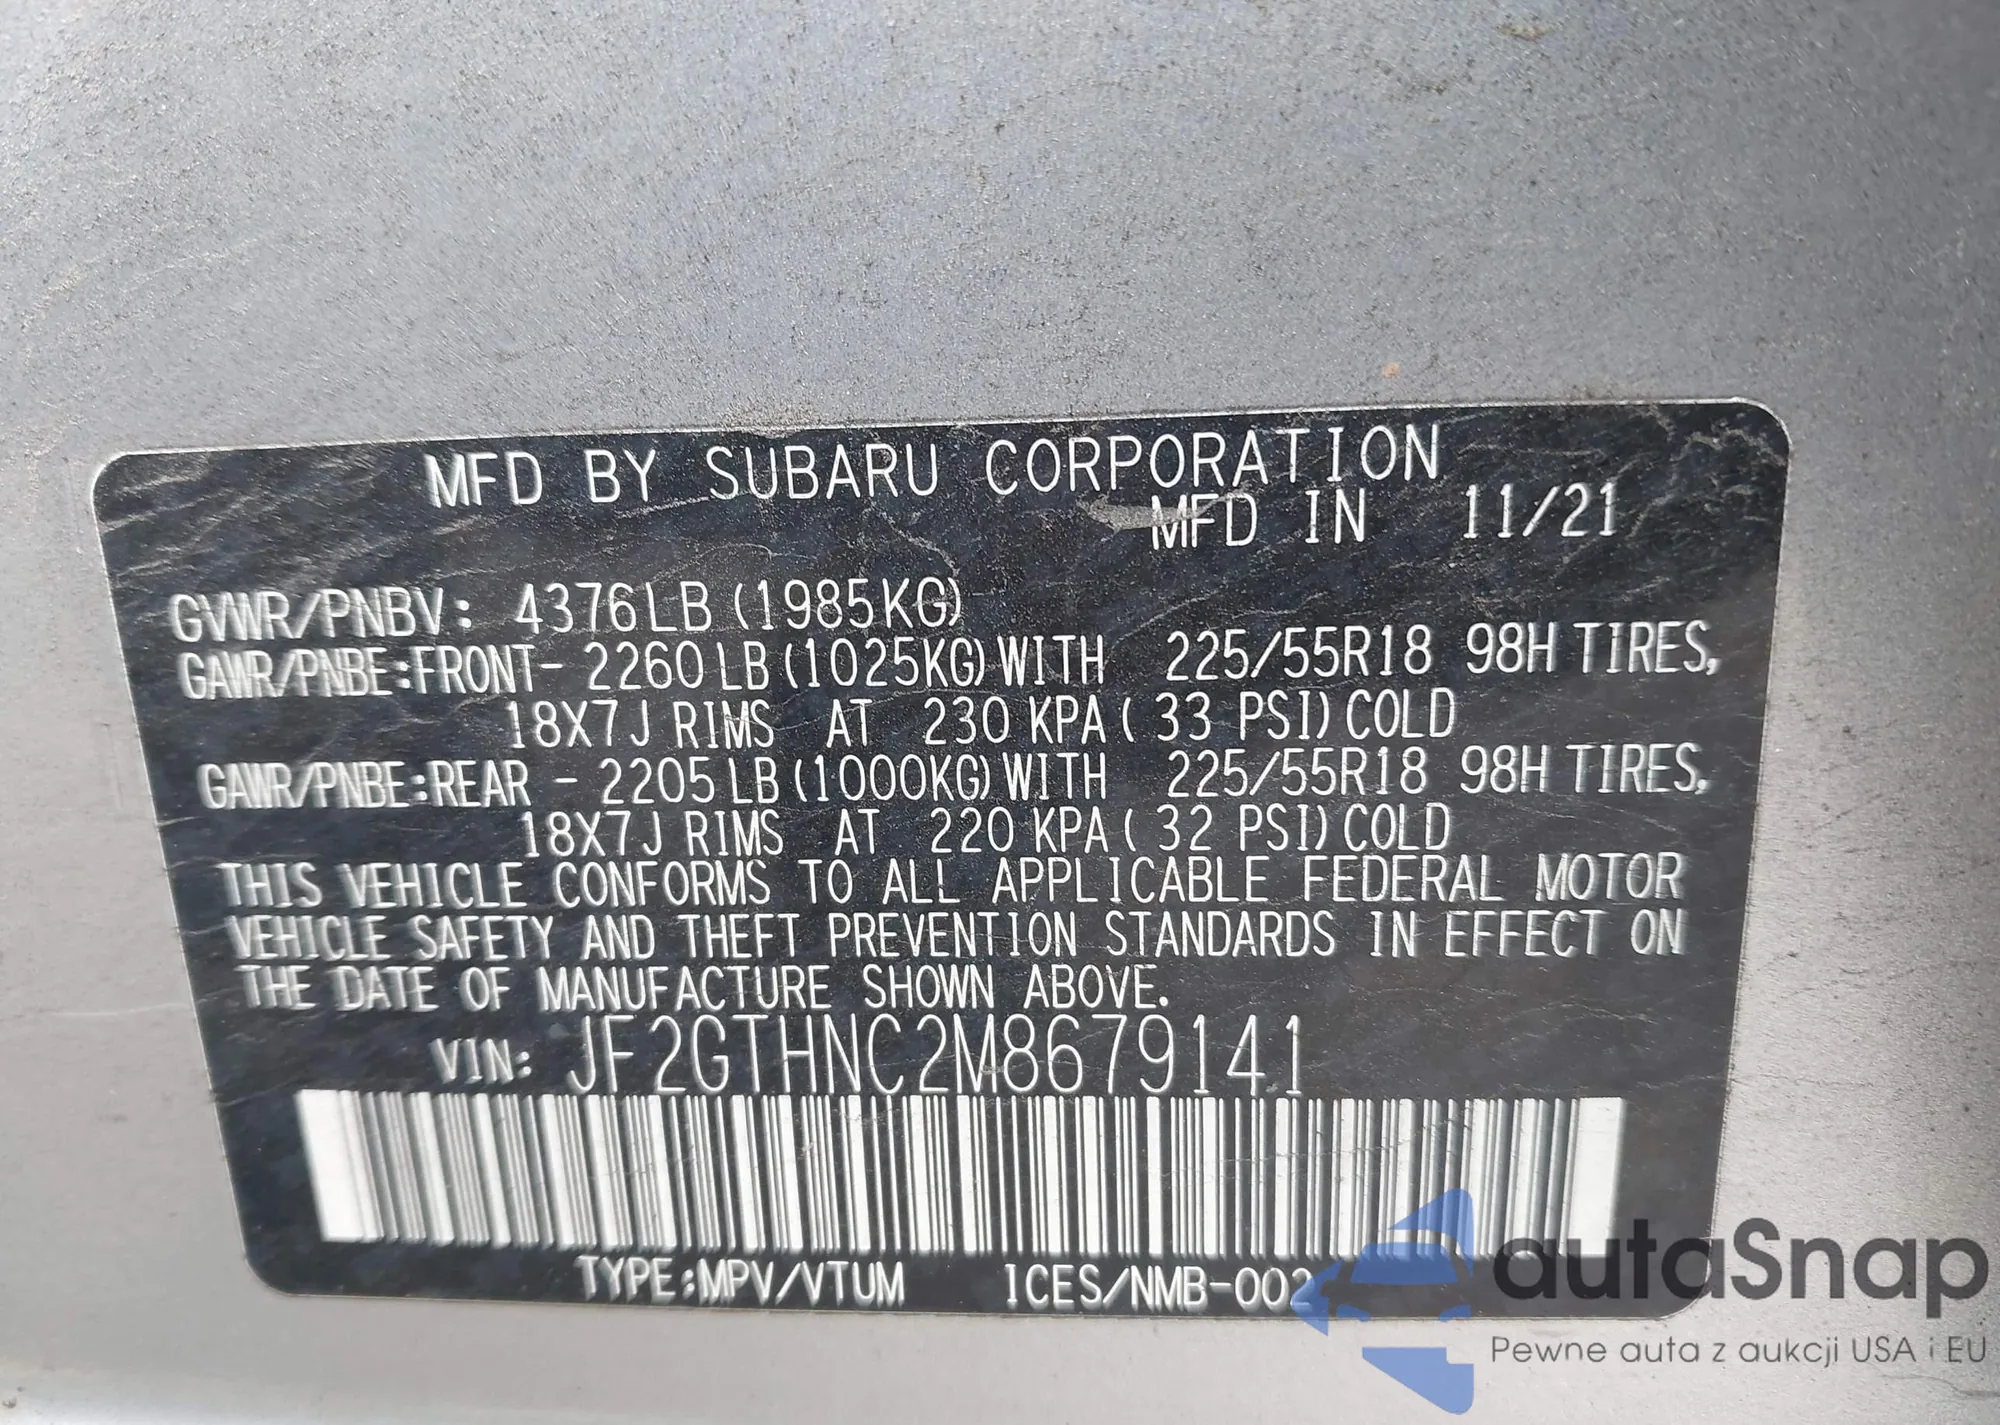 MFD BY SUBARU CORPORATION
MFD IN 11/21
GVWR/PNBV: 4376LB (1985KG)
GAWR/PNBE:FRONT- 2260LB (1025KG) WITH 225/55R18 98H TIRES,
18X7J RIMS AT 230 KPA ( 33 PSI) COLD
GAWR/PNBE:REAR - 2205LB (1000KG) WITH 225/55R18 98H TIRES,
18X7J RIMS AT 220 KPA ( 32 PSI) COLD
THIS VEHICLE CONFORMS TO ALL APPLICABLE FEDERAL MOTOR
VEHICLE SAFETY AND THEFT PREVENTION STANDARDS IN EFFECT ON
THE DATE OF MANUFACTURE SHOWN ABOVE.
VIN: JF2GTHNC2M8679141
TYPE:MPV/VTUM ICES/NMB-002
autaSnap
Pewne auta z aukcji USA i EU